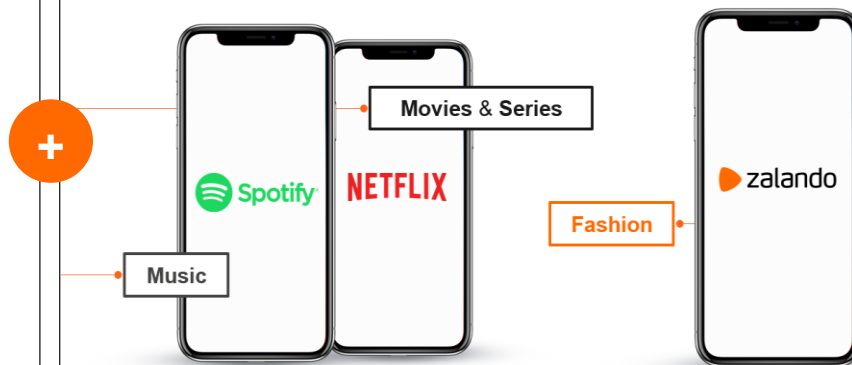 Movies & Series
+
Spotify
NETFLIX
zalando
Fashion
Music